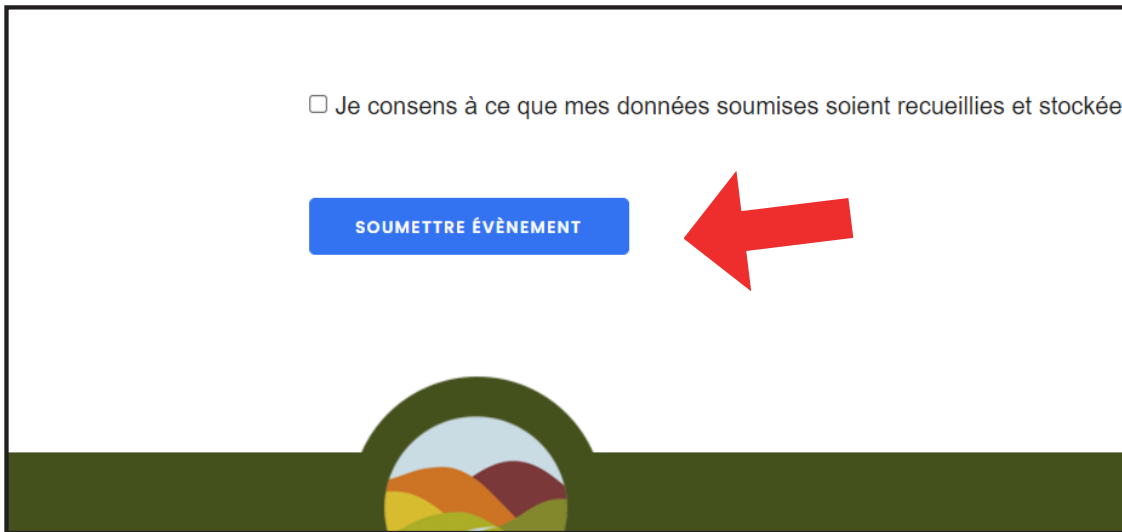 Je consens à ce que mes données soumises soient recueillies et stockée
SOUMETTRE ÉVÈNEMENT